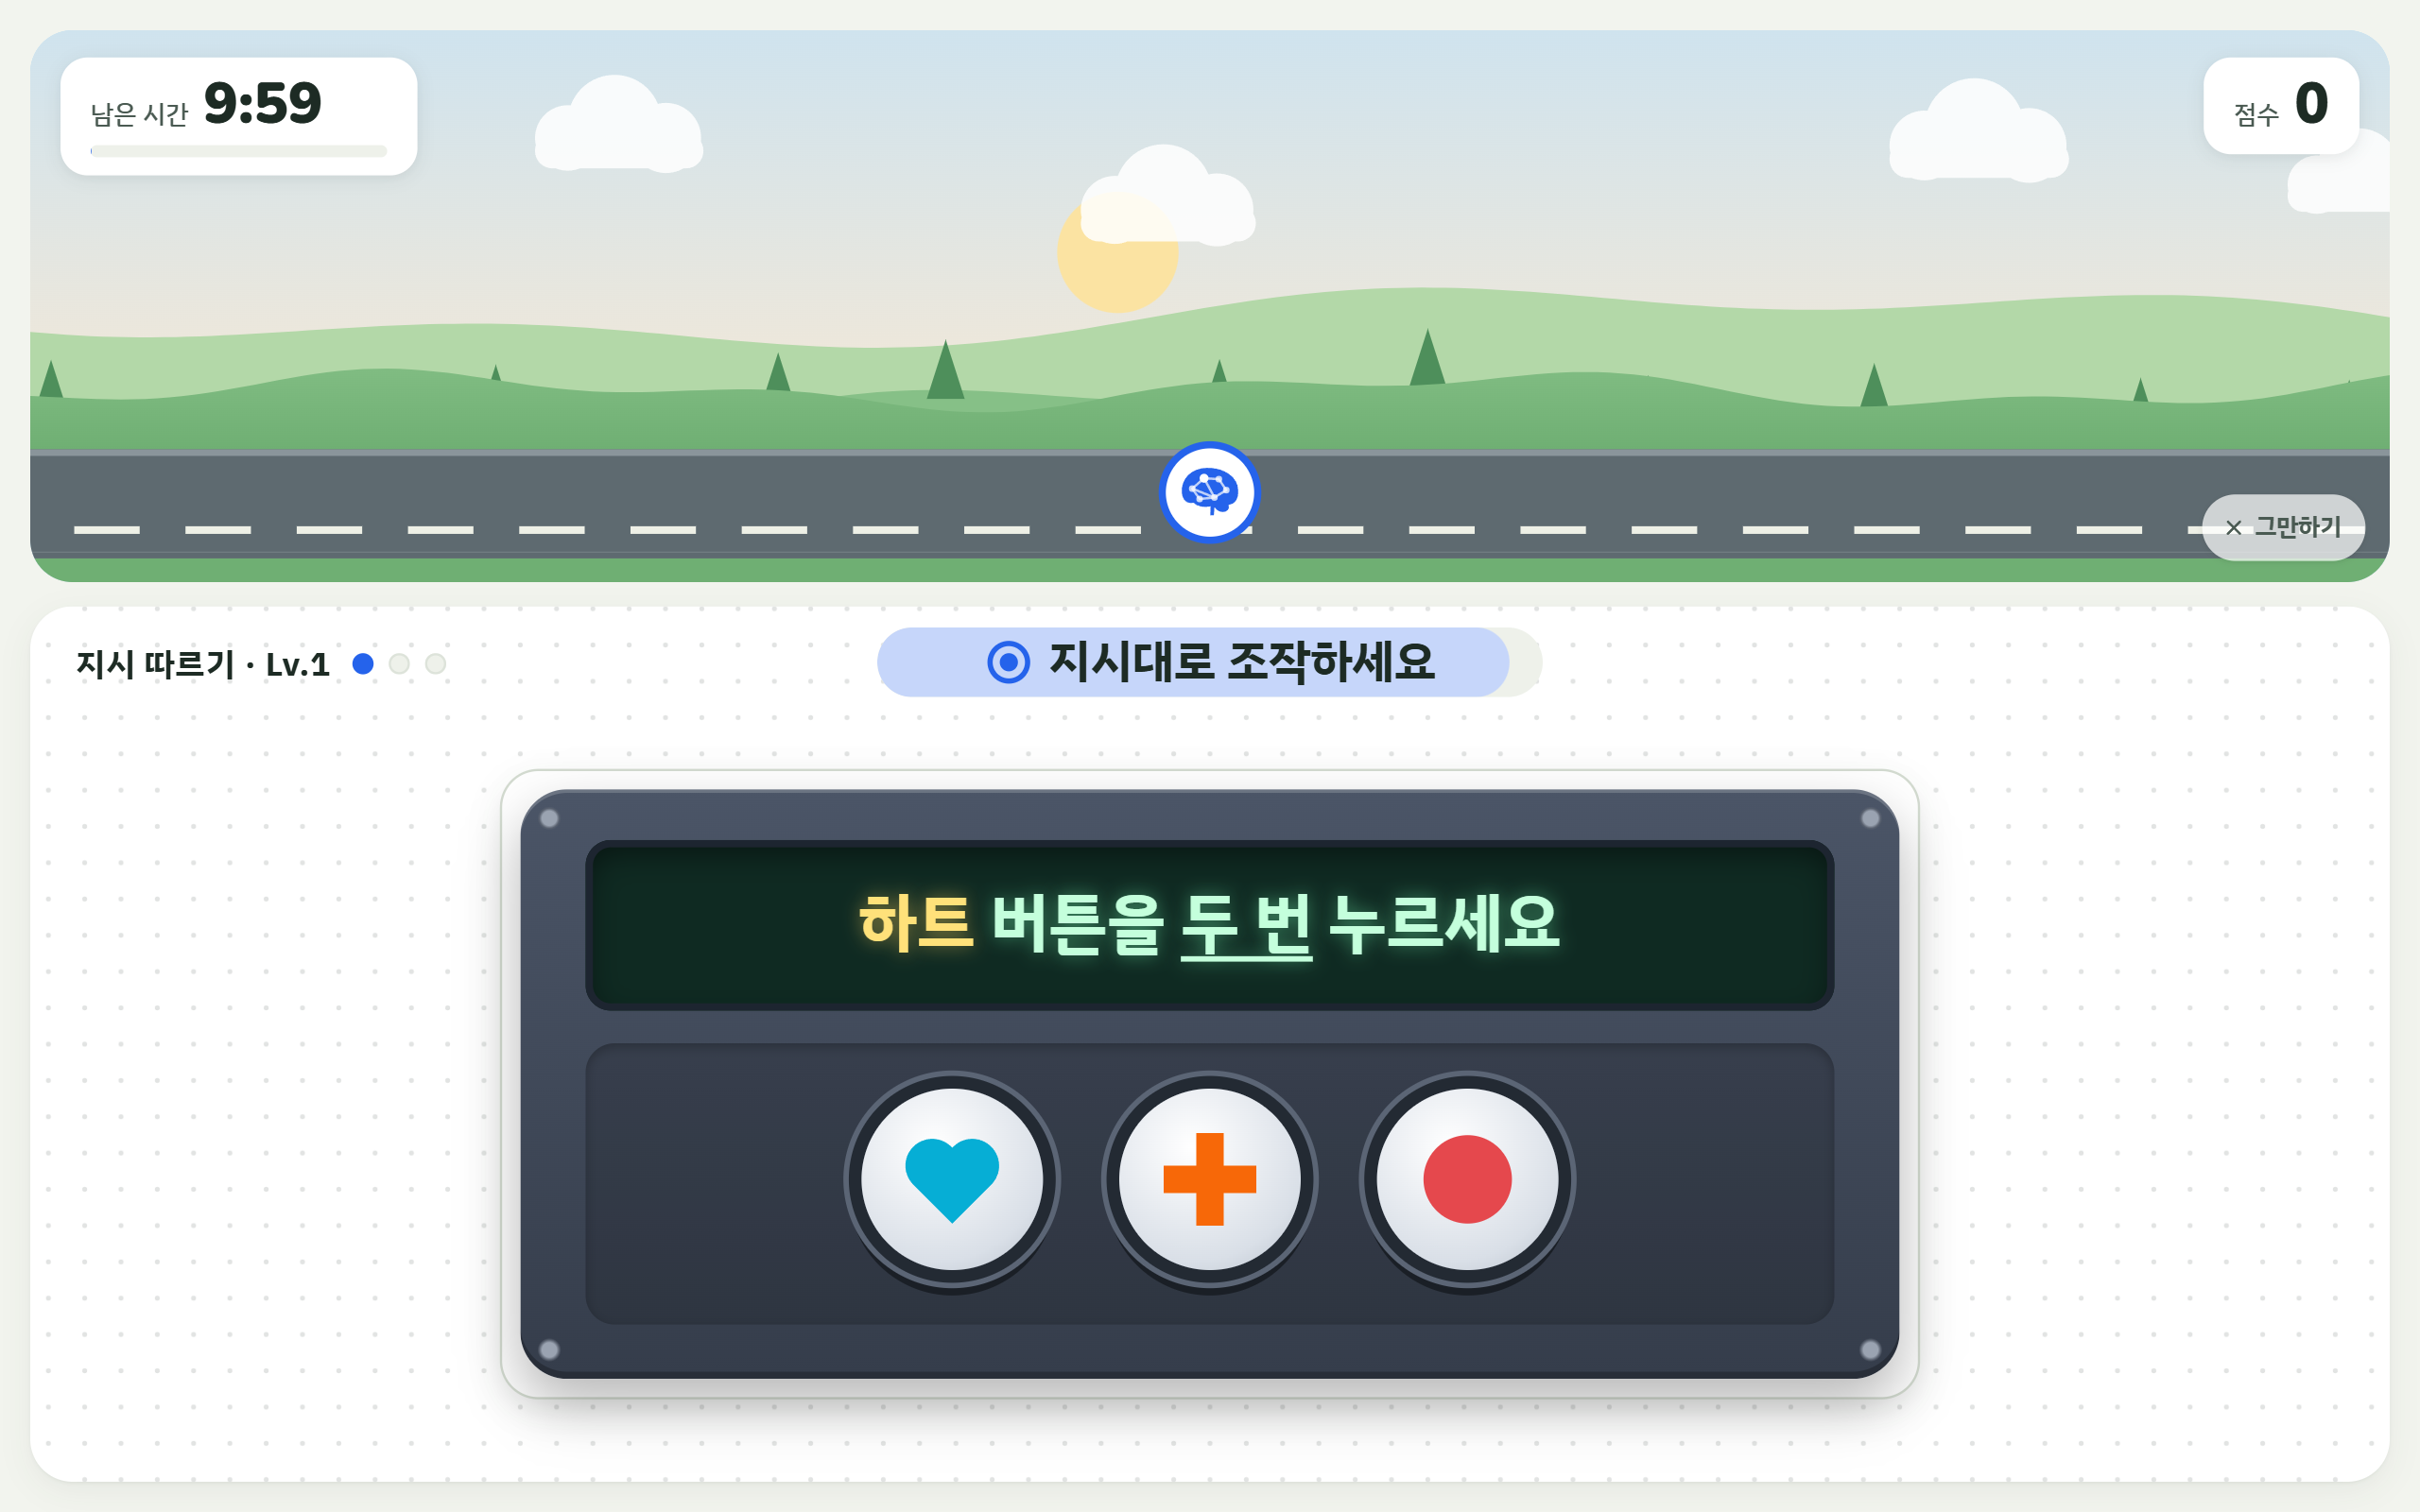 남은 시간 9:59
점수 0
× 그만하기
지시 따르기 · Lv.1
지시대로 조작하세요
하트 버튼을 두 번 누르세요